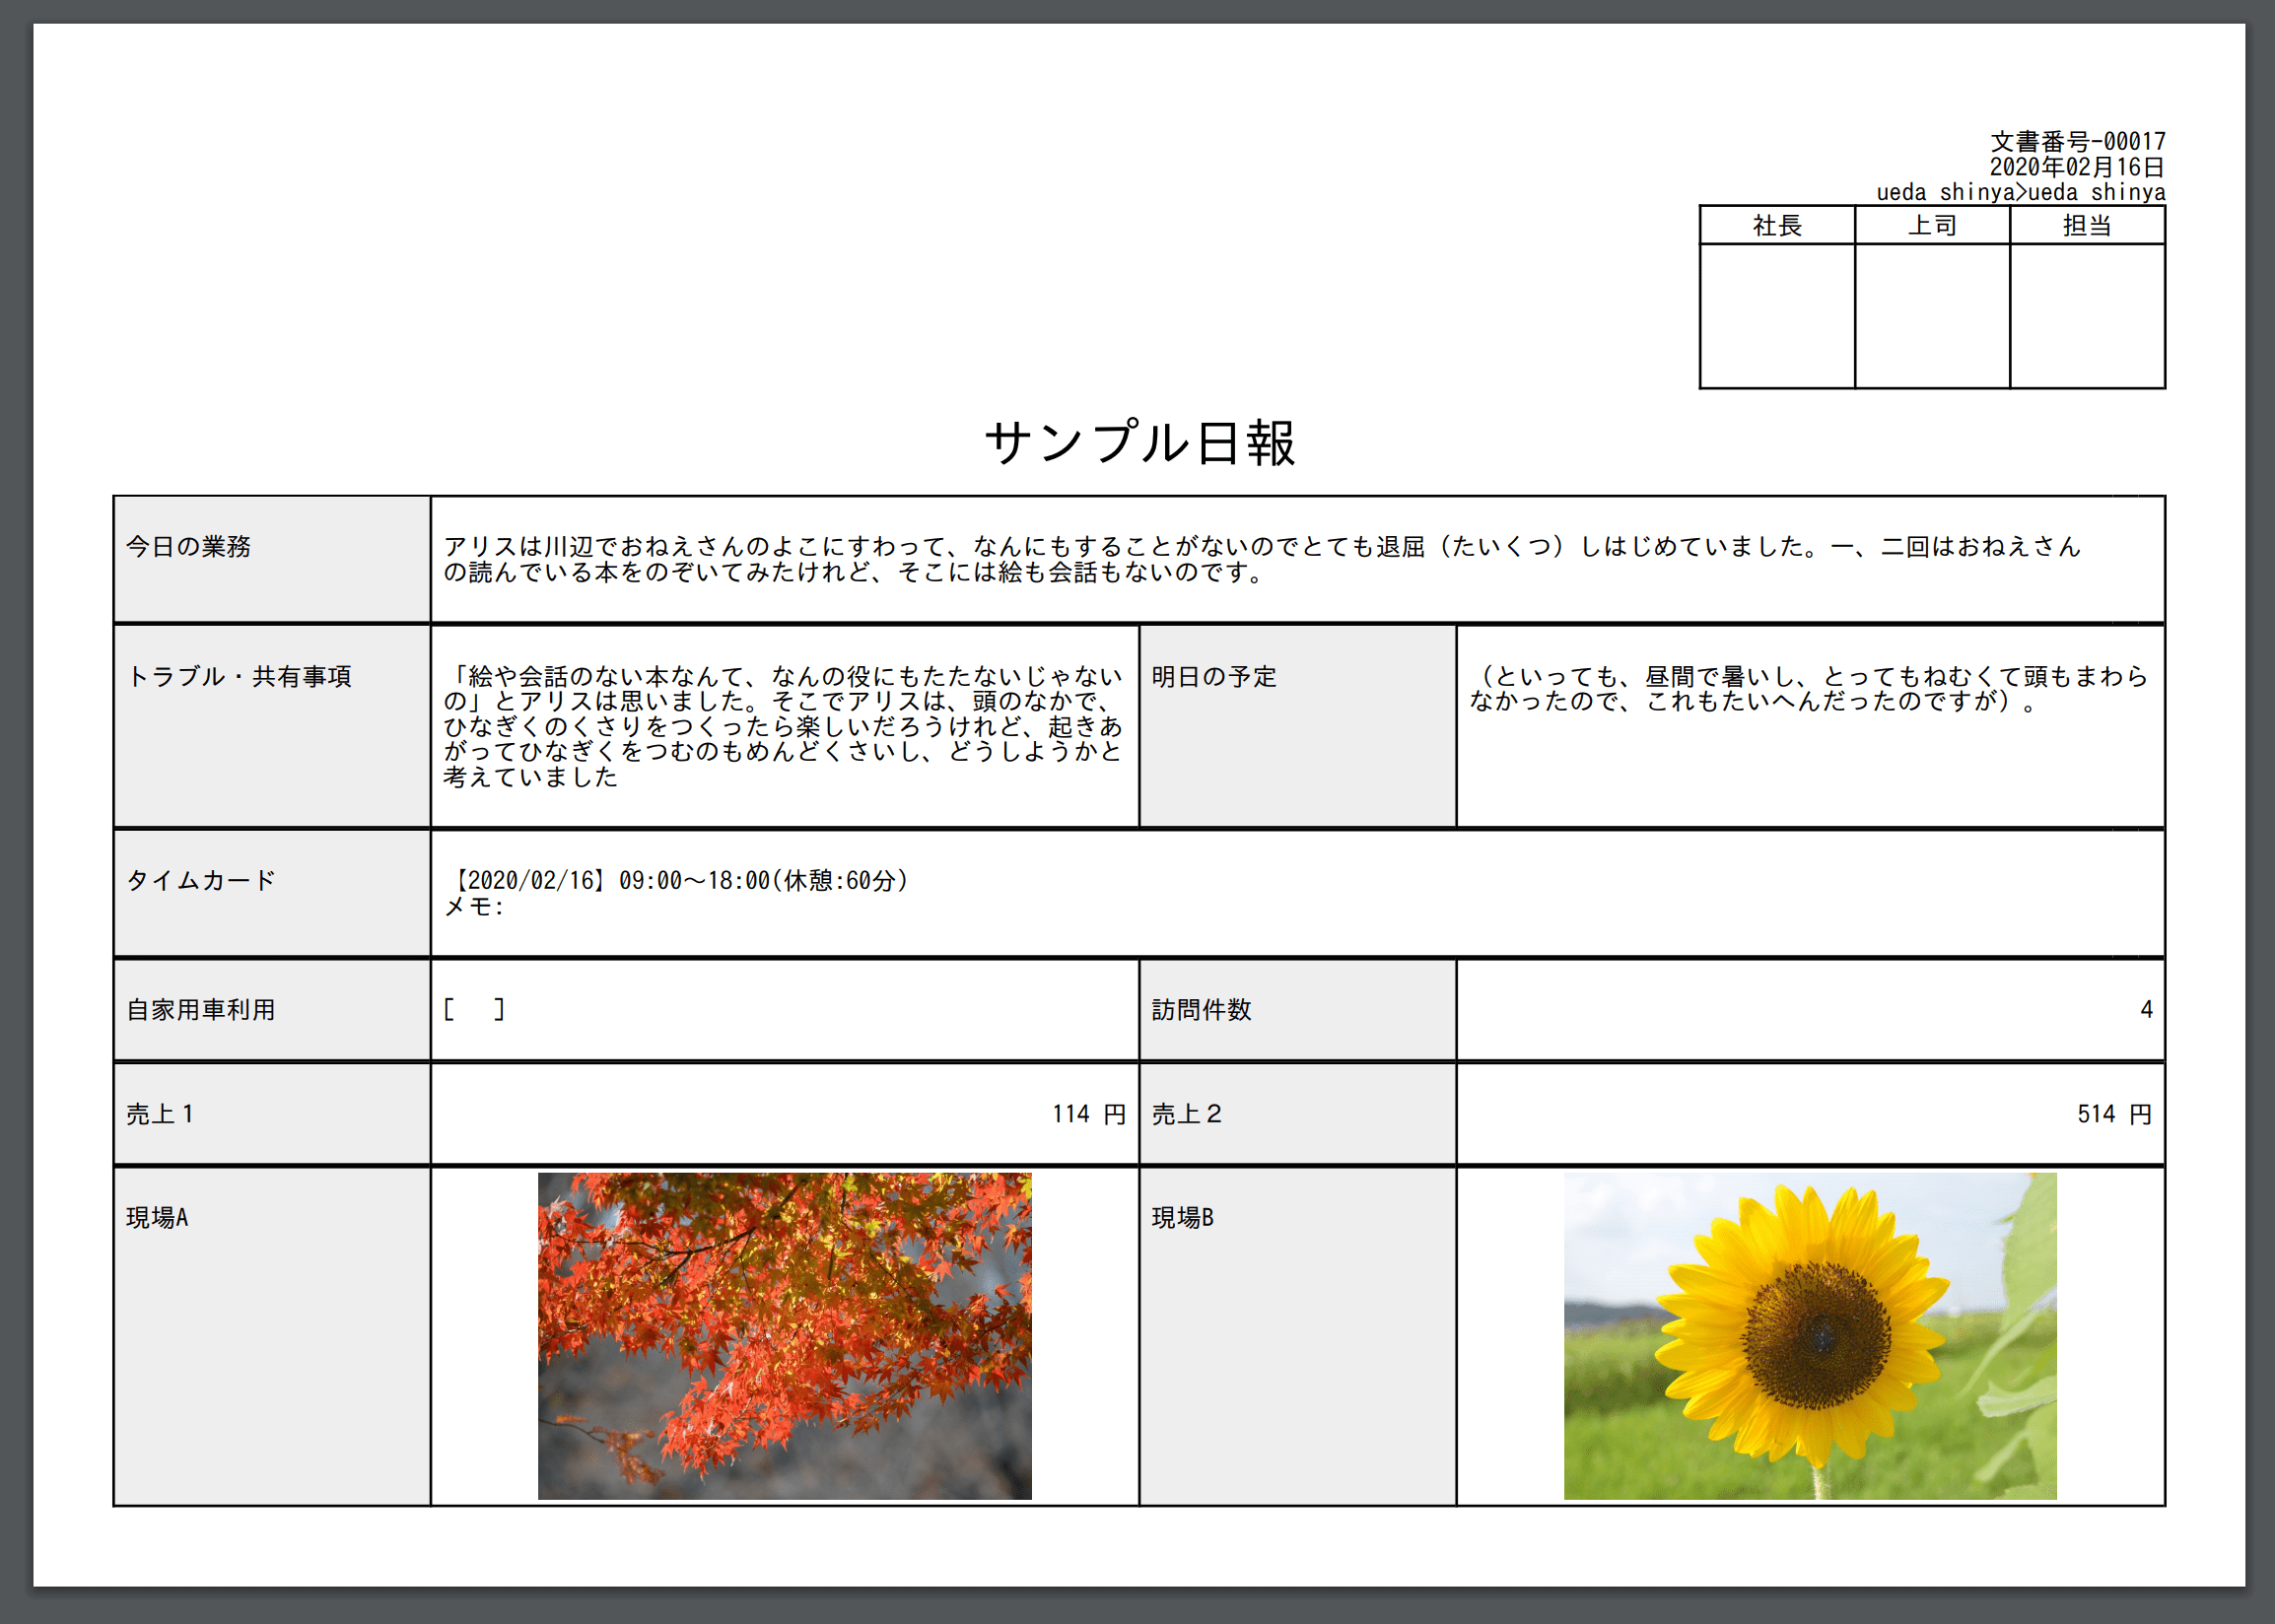 文書番号-00017
2020年02月16日
ueda shinya>ueda shinya
社長 上司 担当
サンプル日報
今日の業務
アリスは川辺でおねえさんのよこにすわって、なんにもすることがないのでとても退屈（たいくつ）しはじめていました。一、二回はおねえさん
の読んでいる本をのぞいてみたけれど、そこには絵も会話もないのです。
トラブル・共有事項
「絵や会話のない本なんて、なんの役にもたたないじゃない
の」とアリスは思いました。そこでアリスは、頭のなかで、
ひなぎくのくさりをつくったら楽しいだろうけれど、起きあ
がってひなぎくをつむのもめんどくさいし、どうしようかと
考えていました
明日の予定
（といっても、昼間で暑いし、とってもねむくて頭もまわら
なかったので、これもたいへんだったのですが）。
タイムカード
【2020/02/16】09:00～18:00(休憩:60分)
メモ:
自家用車利用
[　]
訪問件数
4
売上１
114 円
売上２
514 円
現場A
現場B